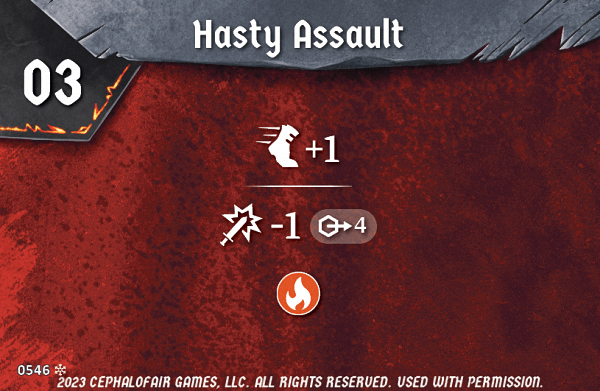 Hasty Assault
03
+1
-1 4
0546
2023 CEPHALOFAIR GAMES, LLC. ALL RIGHTS RESERVED. USED WITH PERMISSION.